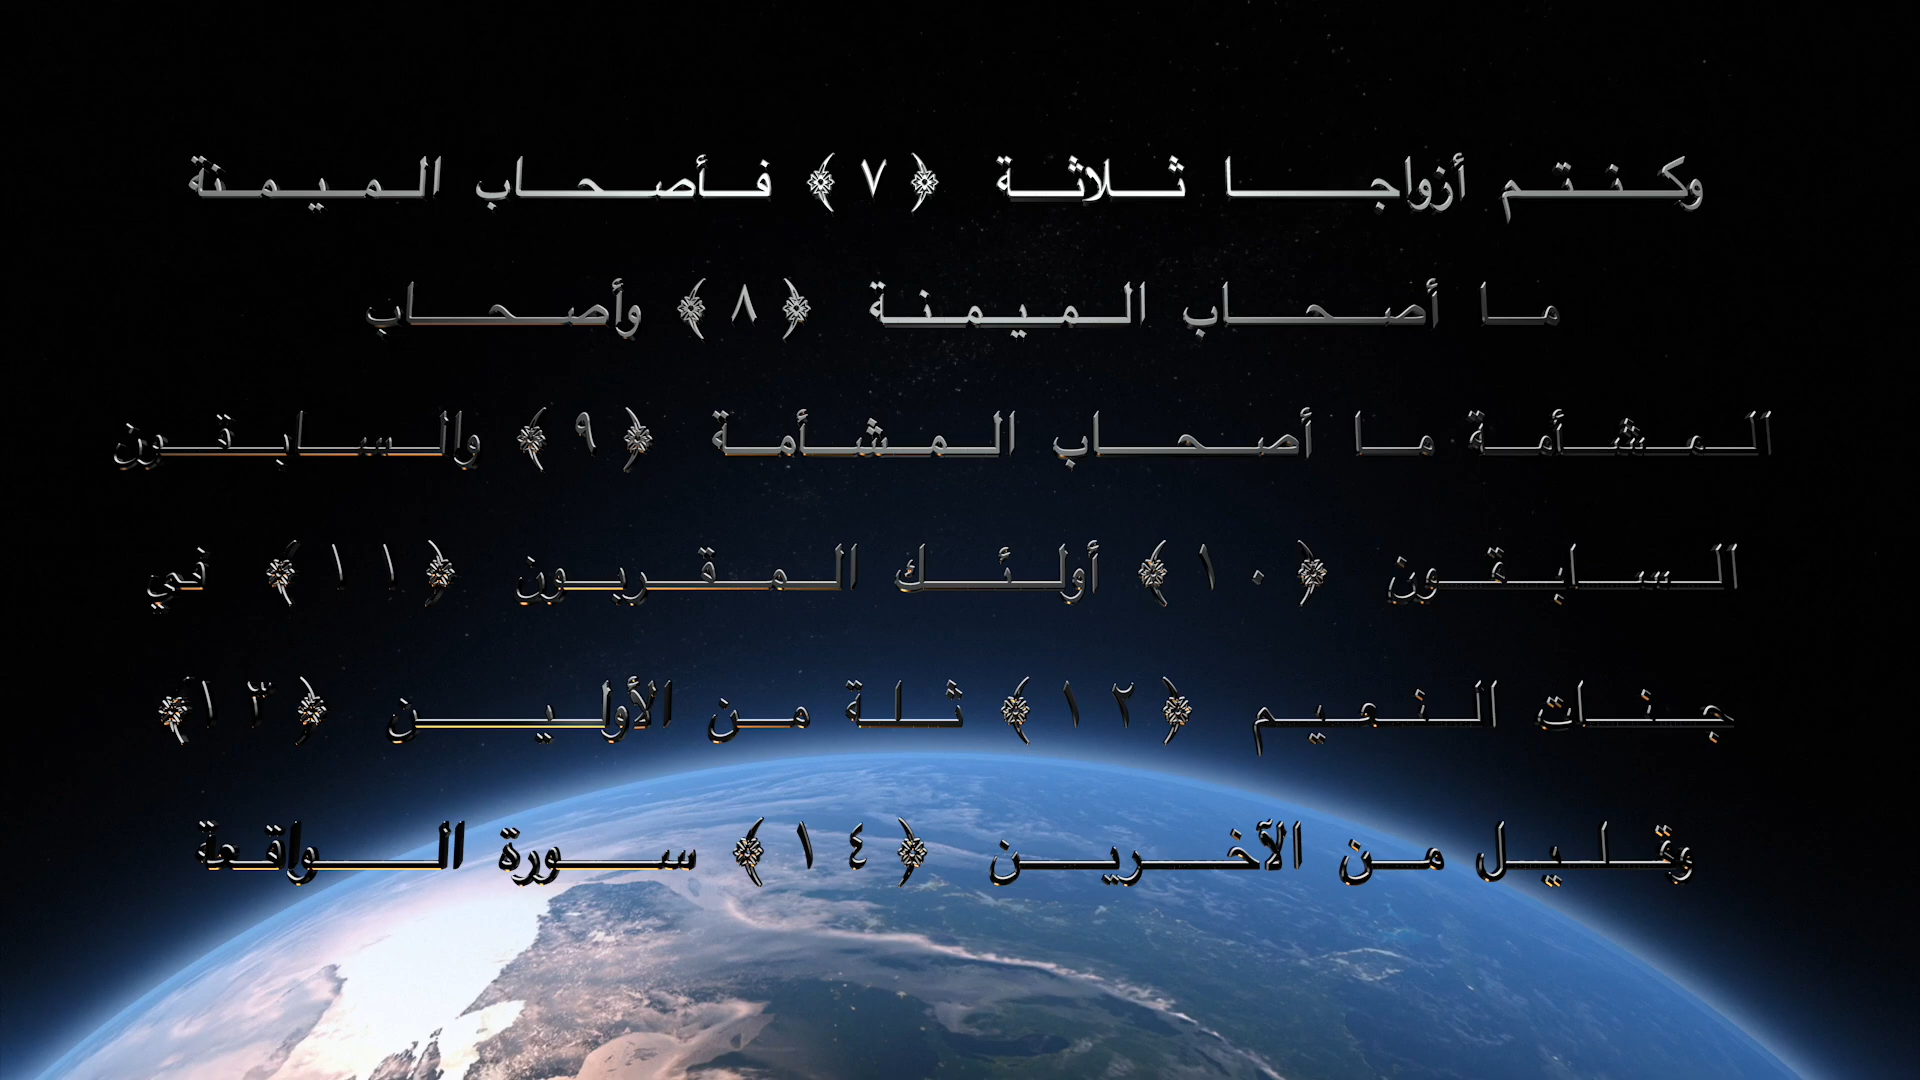 وكنتم أزواجا ثلاثة ﴿٧﴾ فأصحاب الميمنة
ما أصحاب الميمنة ﴿٨﴾ وأصحاب
المشأمة ما أصحاب المشأمة ﴿٩﴾ والسابقون
السابقون ﴿١٠﴾ أولئك المقربون ﴿١١﴾ في
جنات النعيم ﴿١٢﴾ ثلة من الأولين ﴿١٣﴾
وقليل من الآخرين ﴿١٤﴾ سورة الواقعة